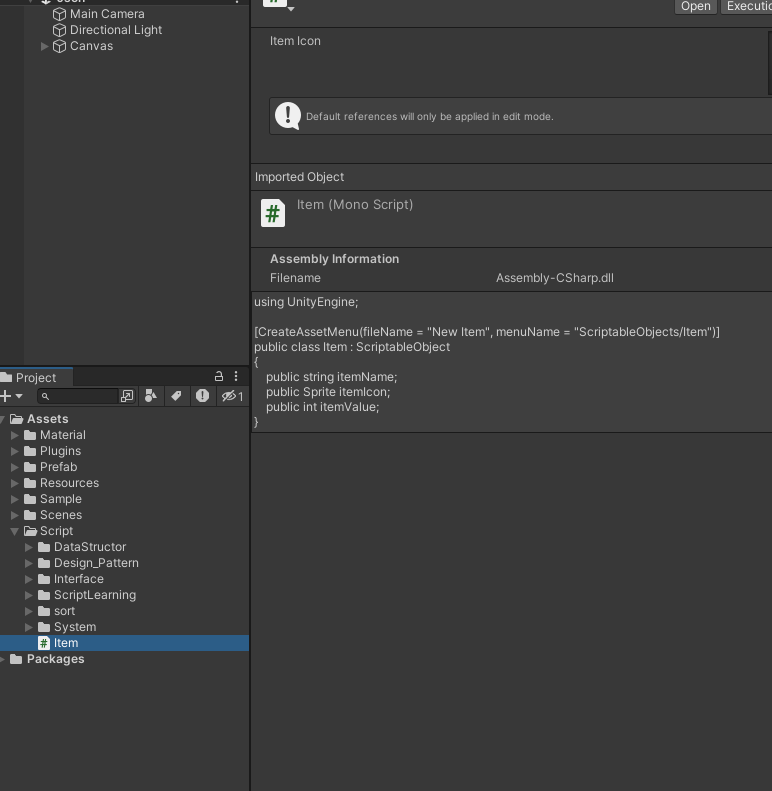 Main Camera
Directional Light
Canvas
Open
Item Icon
Default references will only be applied in edit mode.
Imported Object
# Item (Mono Script)
Assembly Information
Filename Assembly-CSharp.dll
using UnityEngine;
[CreateAssetMenu(fileName = "New Item", menuName = "ScriptableObjects/Item")]
public class Item : ScriptableObject
{
public string itemName;
public Sprite itemIcon;
public int itemValue;
}
Project
1
Assets
Material
Plugins
Prefab
Resources
Sample
Scenes
Script
DataStructor
Design_Pattern
Interface
ScriptLearning
sort
System
# Item
Packages